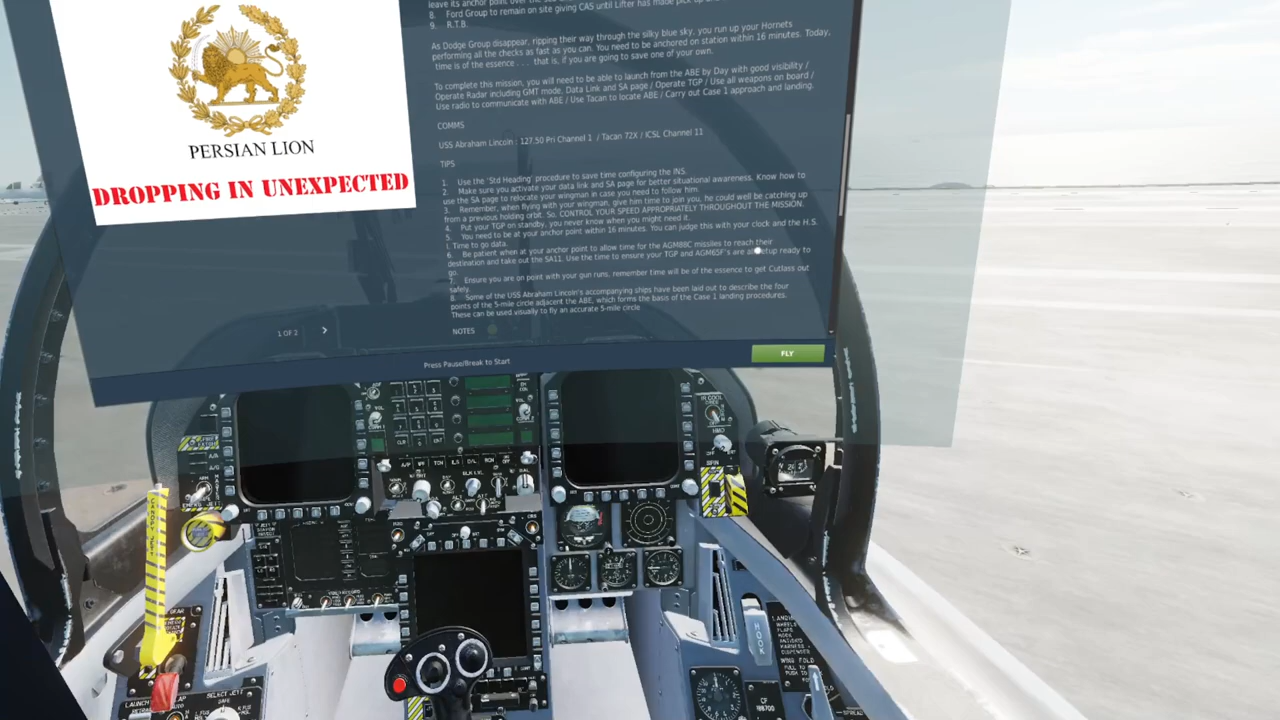 8. Ford Group to remain on site giving CAS until Lifter has made
9. R.T.B.
As Dodge Group disappear, ripping their way through the silky blue sky, you run up your Hornets
performing all the checks as fast as you can. You need to be anchored on station within 16 minutes. Today,
time is of the essence . . . that is, if you are going to save one of your own.
To complete this mission, you will need to be able to launch from the ABE by Day with good visibility /
Operate Radar including GMT mode, Data Link and SA page / Operate TGP / Use all weapons on board /
Use radio to communicate with ABE / Use Tacan to locate ABE / Carry out Case 1 approach and landing.
COMMS
USS Abraham Lincoln : 127.50 Pri Channel 1 / Tacan 72X / ICSL Channel 11
TIPS
1. Use the 'Std Heading' procedure to save time configuring the INS.
2. Make sure you activate your data link and SA page for better situational awareness. Know how to
use the SA page to relocate your wingman in case you need to follow him.
3. Remember, when flying with your wingman, give him time to join you, he could well be catching up
from a previous holding orbit. So, CONTROL YOUR SPEED APPROPRIATELY THROUGHOUT THE MISSION.
4. Put your TGP on standby, you never know when you might need it.
5. You need to be at your anchor point within 16 minutes. You can judge this with your clock and the H.S.
I. Time to go data.
6. Be patient when at your anchor point to allow time for the AGM88C missiles to reach their
destination and take out the SA11. Use the time to ensure your TGP and AGM65F's are all setup ready to
go.
7. Ensure you are on point with your gun runs, remember time will be of the essence to get Cutlass out
safely.
8. Some of the USS Abraham Lincoln's accompanying ships have been laid out to describe the four
points of the 5-mile circle adjacent the ABE, which forms the basis of the Case 1 landing procedures.
These can be used visually to fly an accurate 5-mile circle
NOTES
PERSIAN LION
DROPPING IN UNEXPECTED
1 OF 2
Press Pause/Break to Start
FLY
IR COOL
HMD
SPIN
HOOK
SELECT JETT
WING FOLD